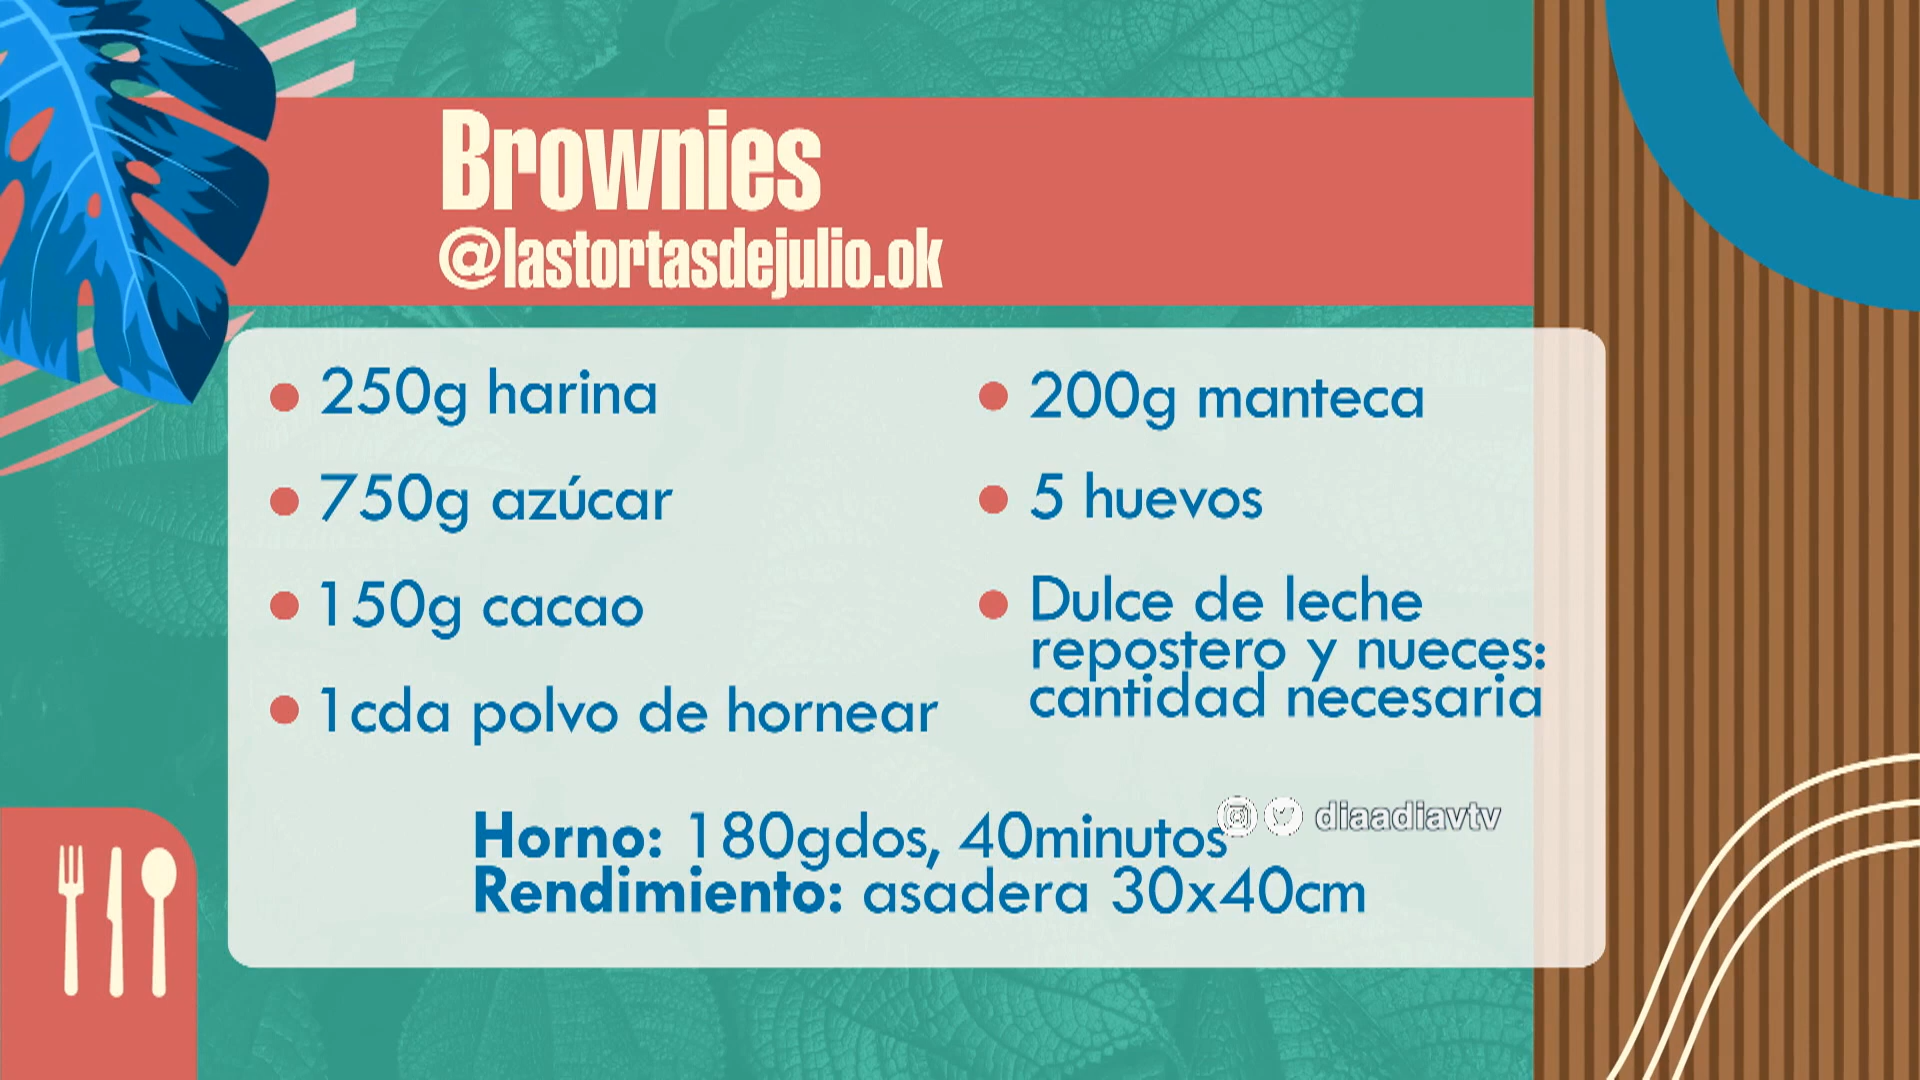 Brownies
@lastortasdejulio.ok
250g harina
750g azúcar
150g cacao
1cda polvo de hornear
200g manteca
5 huevos
Dulce de leche
repostero y nueces:
cantidad necesaria
diaadiavtv
Horno: 180gdos, 40minutos
Rendimiento: asadera 30x40cm